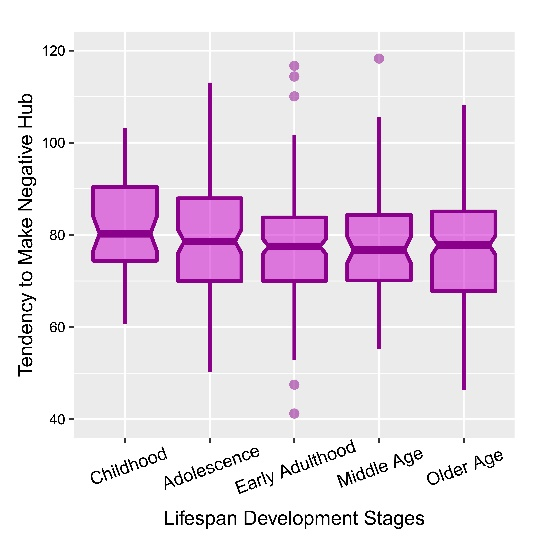 Tendency to Make Negative Hub
120
100
80
60
40
Childhood
Adolescence
Early Adulthood
Middle Age
Older Age
Lifespan Development Stages